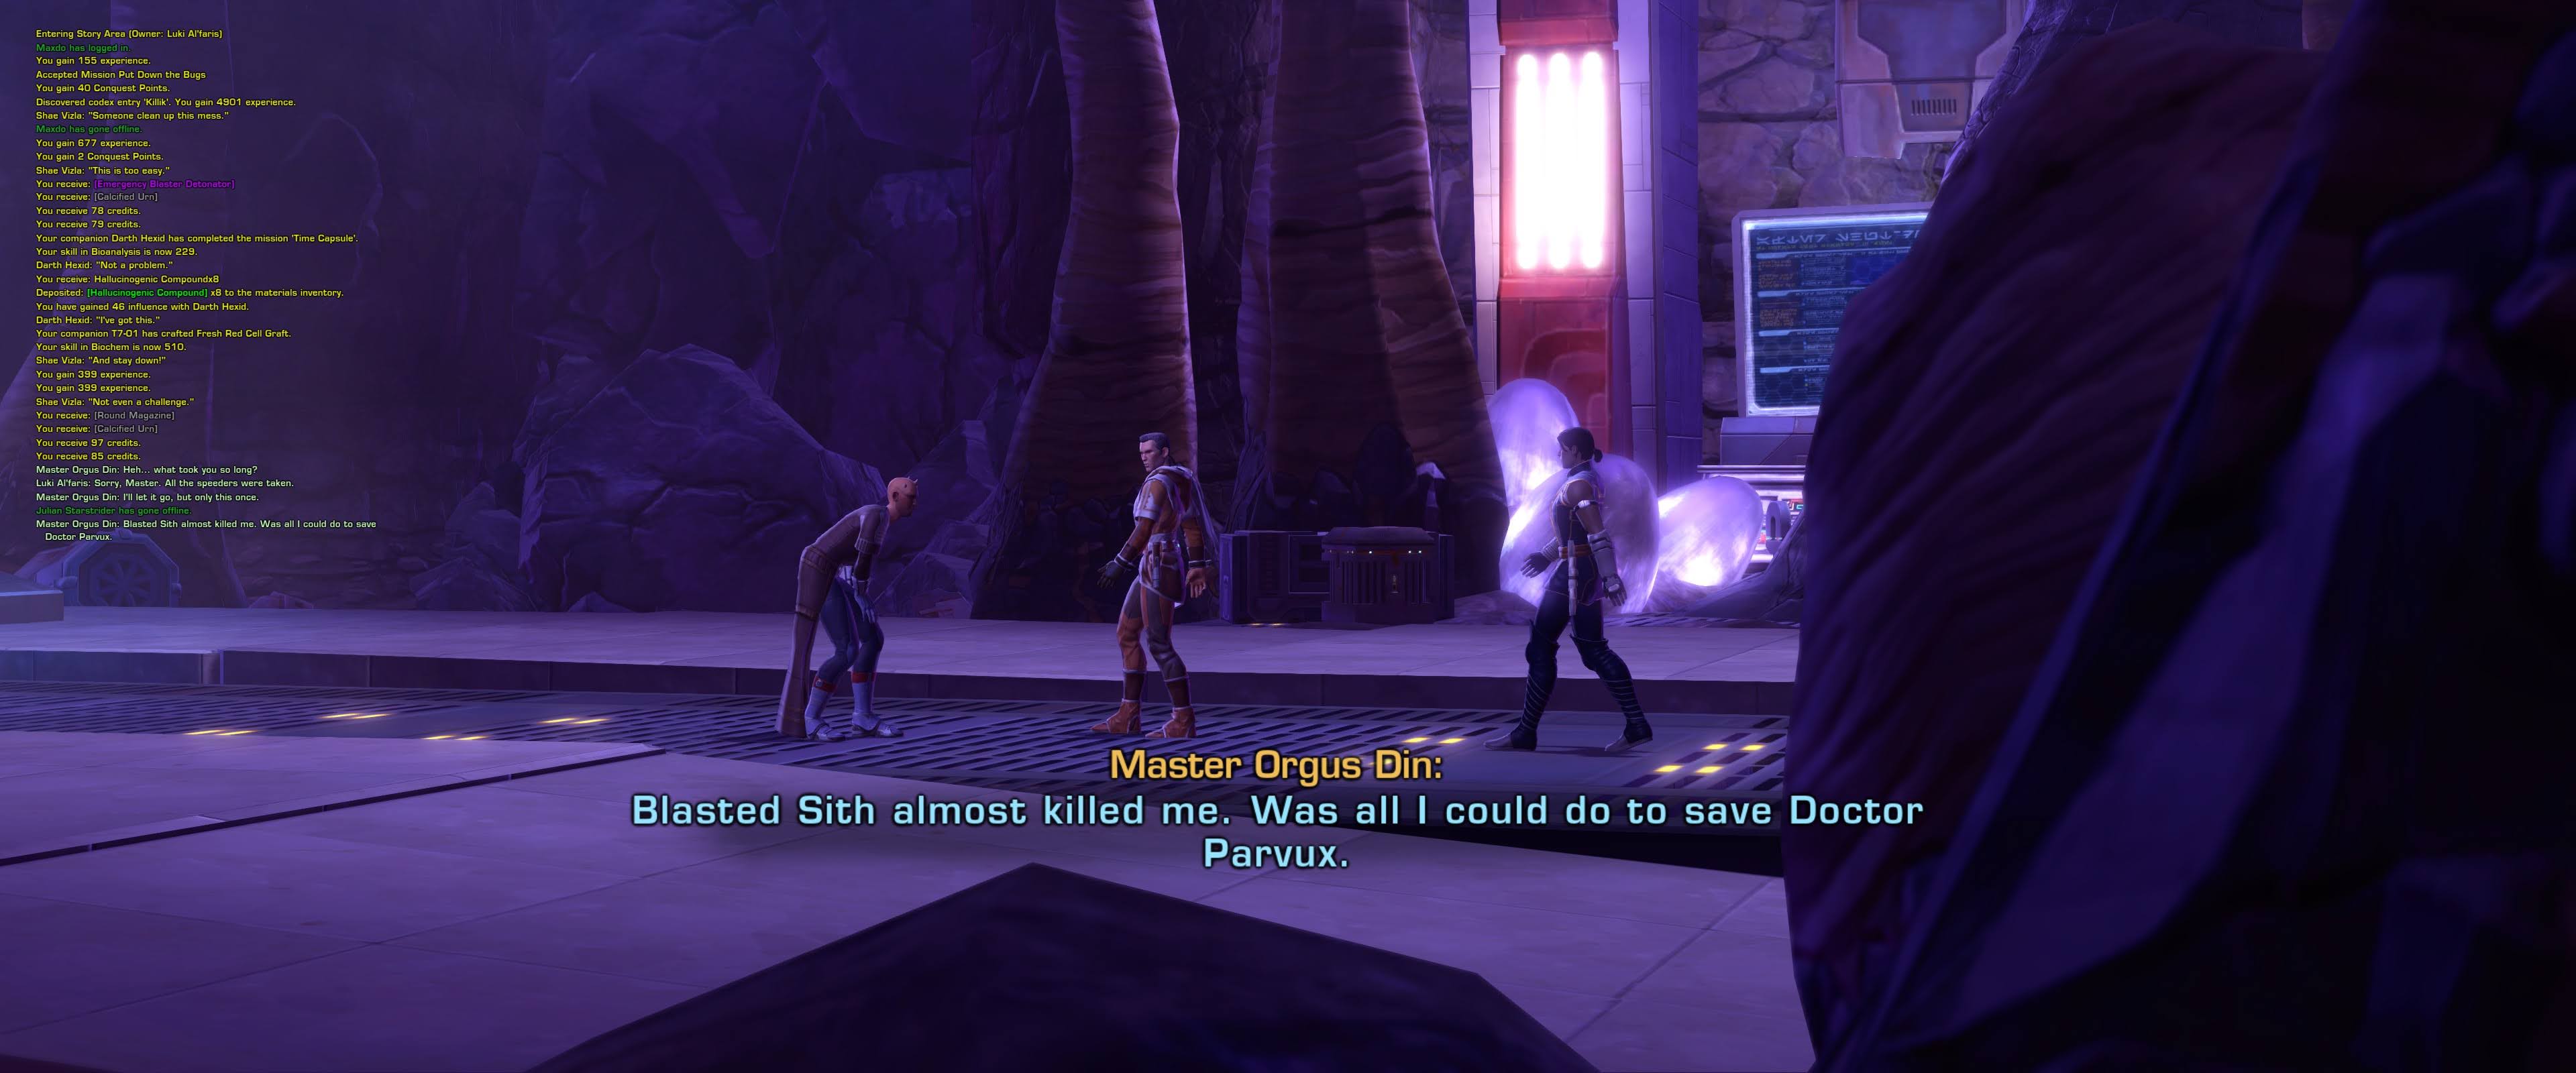 Entering Story Area (Owner: Luki Al'faris)
Maxdo has logged in.
You gain 155 experience.
Accepted Mission Put Down the Bugs
You gain 40 Conquest Points.
Discovered codex entry 'Killik'. You gain 4901 experience.
Shae Vizla: "Someone clean up this mess."
Maxdo has gone offline.
You gain 677 experience.
You gain 2 Conquest Points.
Shae Vizla: "This is too easy."
You receive: [Emergency Blaster Detonator]
You receive: [Calcified Urn]
You receive 78 credits.
You receive 79 credits.
Your companion Darth Hexid has completed the mission 'Time Capsule'.
Your skill in Bioanalysis is now 229.
Darth Hexid: "Not a problem."
You receive: Hallucinogenic Compoundx8
Deposited: [Hallucinogenic Compound] x8 to the materials inventory.
You have gained 46 influence with Darth Hexid.
Darth Hexid: "I've got this."
Your companion T7-01 has crafted Fresh Red Cell Graft.
Your skill in Biochem is now 510.
Shae Vizla: "And stay down!"
You gain 399 experience.
You gain 399 experience.
Shae Vizla: "Not even a challenge."
You receive: [Round Magazine]
You receive: [Calcified Urn]
You receive 97 credits.
You receive 85 credits.
Master Orgus Din: Heh... what took you so long?
Luki Al'faris: Sorry, Master. All the speeders were taken.
Master Orgus Din: I'll let it go, but only this once.
Julian Starstrider has gone offline.
Master Orgus Din: Blasted Sith almost killed me. Was all I could do to save
Doctor Parvux.
Master Orgus Din:
Blasted Sith almost killed me. Was all I could do to save Doctor
Parvux.